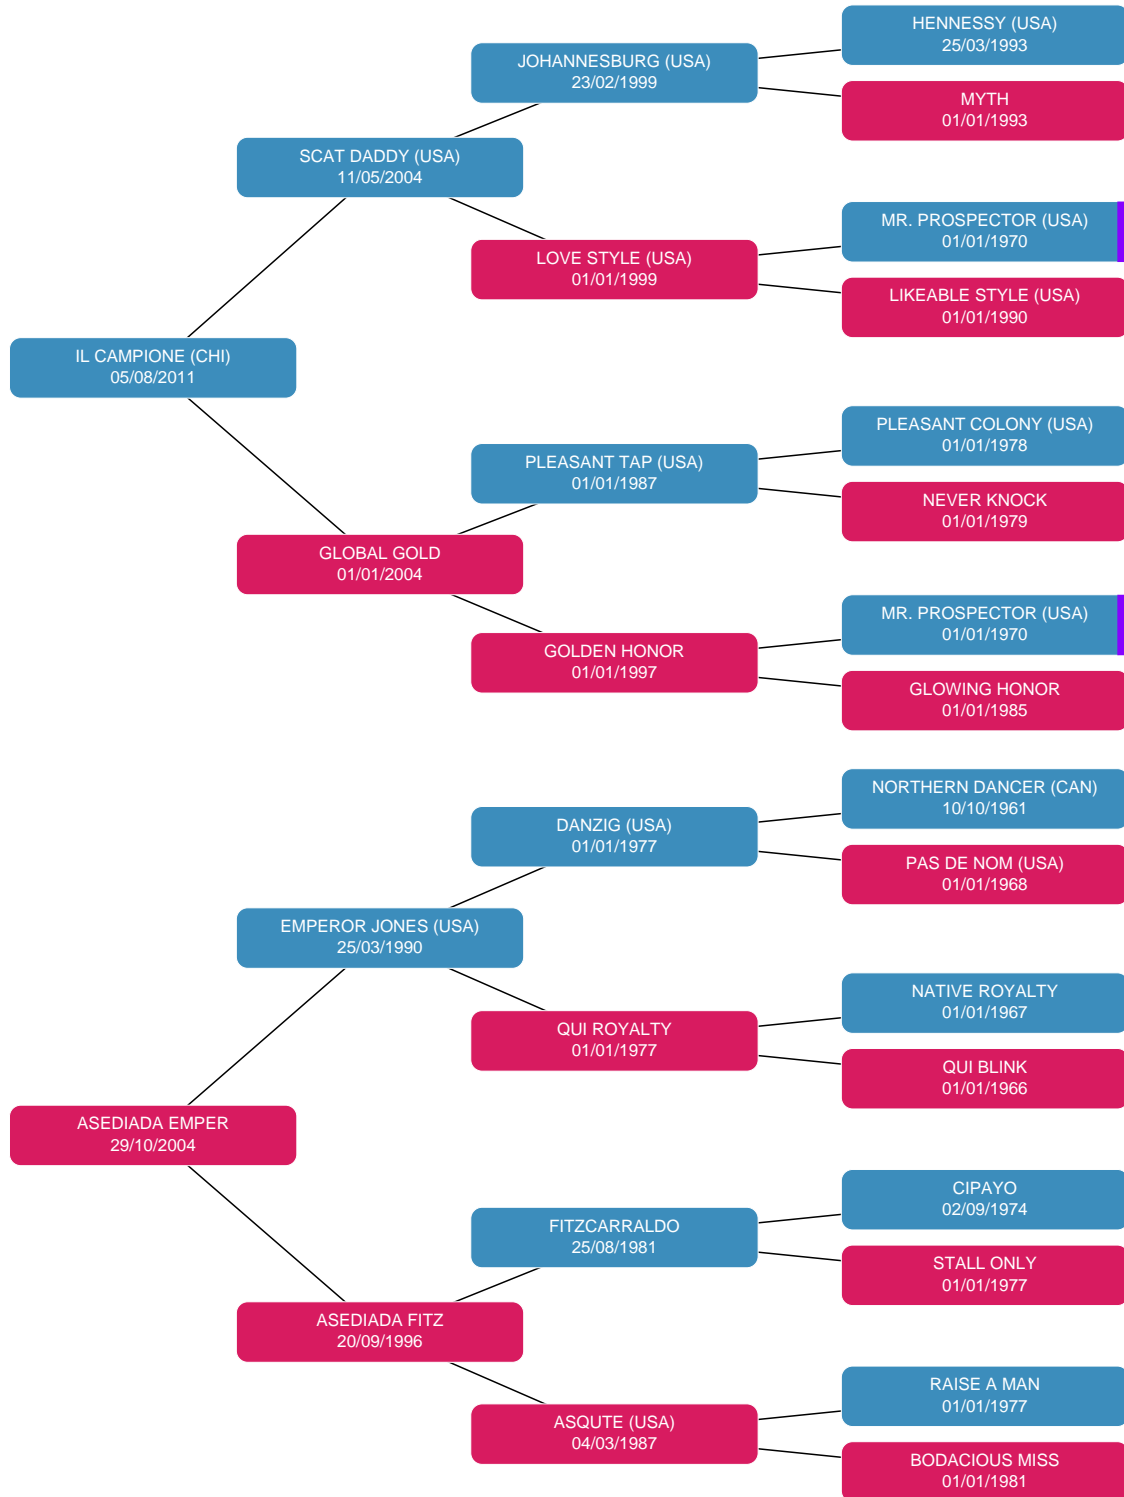 HENNESSY (USA)
25/03/1993
JOHANNESBURG (USA)
23/02/1999
MYTH
01/01/1993
SCAT DADDY (USA)
11/05/2004
MR. PROSPECTOR (USA)
01/01/1970
LOVE STYLE (USA)
01/01/1999
LIKEABLE STYLE (USA)
01/01/1990
IL CAMPIONE (CHI)
05/08/2011
PLEASANT COLONY (USA)
01/01/1978
PLEASANT TAP (USA)
01/01/1987
NEVER KNOCK
01/01/1979
GLOBAL GOLD
01/01/2004
MR. PROSPECTOR (USA)
01/01/1970
GOLDEN HONOR
01/01/1997
GLOWING HONOR
01/01/1985
NORTHERN DANCER (CAN)
10/10/1961
DANZIG (USA)
01/01/1977
PAS DE NOM (USA)
01/01/1968
EMPEROR JONES (USA)
25/03/1990
NATIVE ROYALTY
01/01/1967
QUI ROYALTY
01/01/1977
QUI BLINK
01/01/1966
ASEDIADA EMPER
29/10/2004
CIPAYO
02/09/1974
FITZCARRALDO
25/08/1981
STALL ONLY
01/01/1977
ASEDIADA FITZ
20/09/1996
RAISE A MAN
01/01/1977
ASQUTE (USA)
04/03/1987
BODACIOUS MISS
01/01/1981